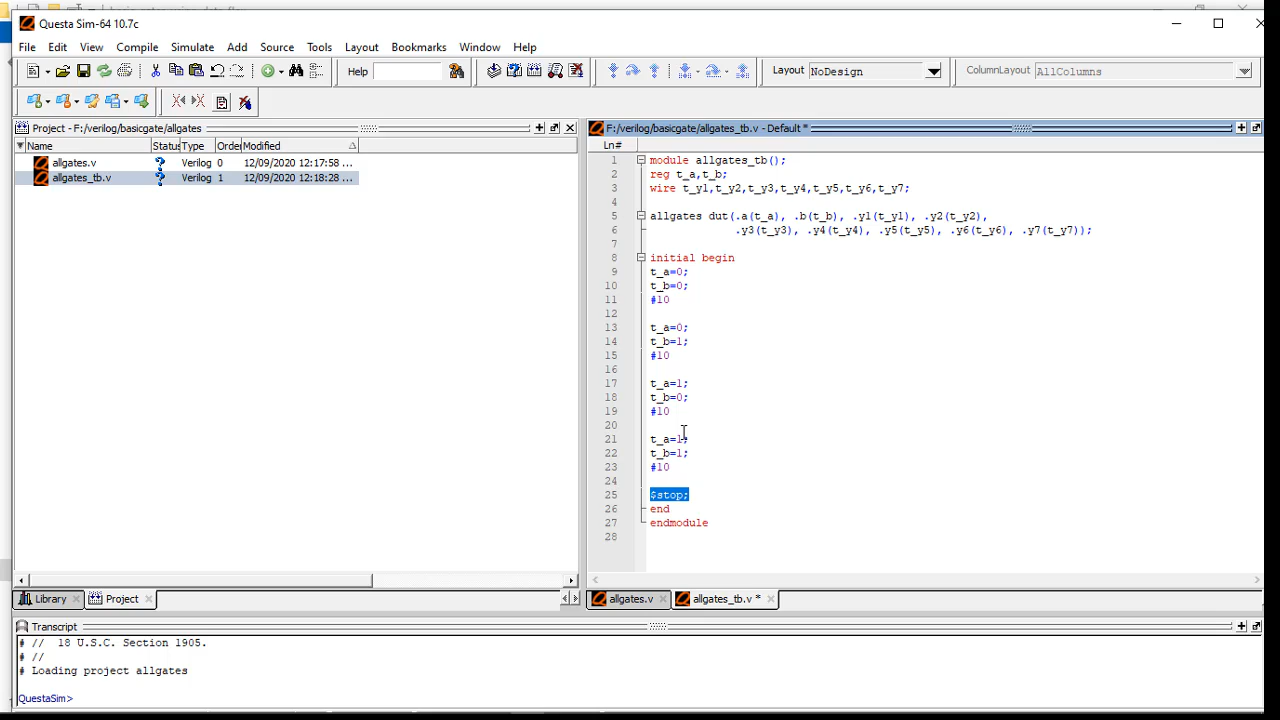 Questa Sim-64 10.7c
File Edit View Compile Simulate Add Source Tools Layout Bookmarks Window Help
Help Layout NoDesign ColumnLayout AllColumns
Project - F:/verilog/basicgate/allgates
Name Status Type Order Modified
allgates.v ? Verilog 0 12/09/2020 12:17:58 ...
allgates_tb.v ? Verilog 1 12/09/2020 12:18:28 ...
Library Project
F:/verilog/basicgate/allgates_tb.v - Default *
Ln#
1 module allgates_tb();
2 reg t_a,t_b;
3 wire t_y1,t_y2,t_y3,t_y4,t_y5,t_y6,t_y7;
4
5 allgates dut(.a(t_a), .b(t_b), .y1(t_y1), .y2(t_y2),
6 .y3(t_y3), .y4(t_y4), .y5(t_y5), .y6(t_y6), .y7(t_y7));
7
8 initial begin
9 t_a=0;
10 t_b=0;
11 #10
12
13 t_a=0;
14 t_b=1;
15 #10
16
17 t_a=1;
18 t_b=0;
19 #10
20
21 t_a=1;
22 t_b=1;
23 #10
24
25 $stop;
26 end
27 endmodule
28
allgates.v allgates_tb.v *
Transcript
# // 18 U.S.C. Section 1905.
# //
# Loading project allgates
QuestaSim>